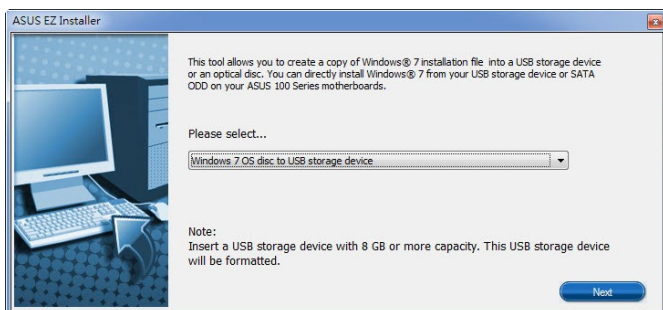 ASUS EZ Installer
This tool allows you to create a copy of Windows® 7 installation file into a USB storage device
or an optical disc. You can directly install Windows® 7 from your USB storage device or SATA
ODD on your ASUS 100 Series motherboards.
Please select...
Windows 7 OS disc to USB storage device
Note:
Insert a USB storage device with 8 GB or more capacity. This USB storage device
will be formatted.
Next